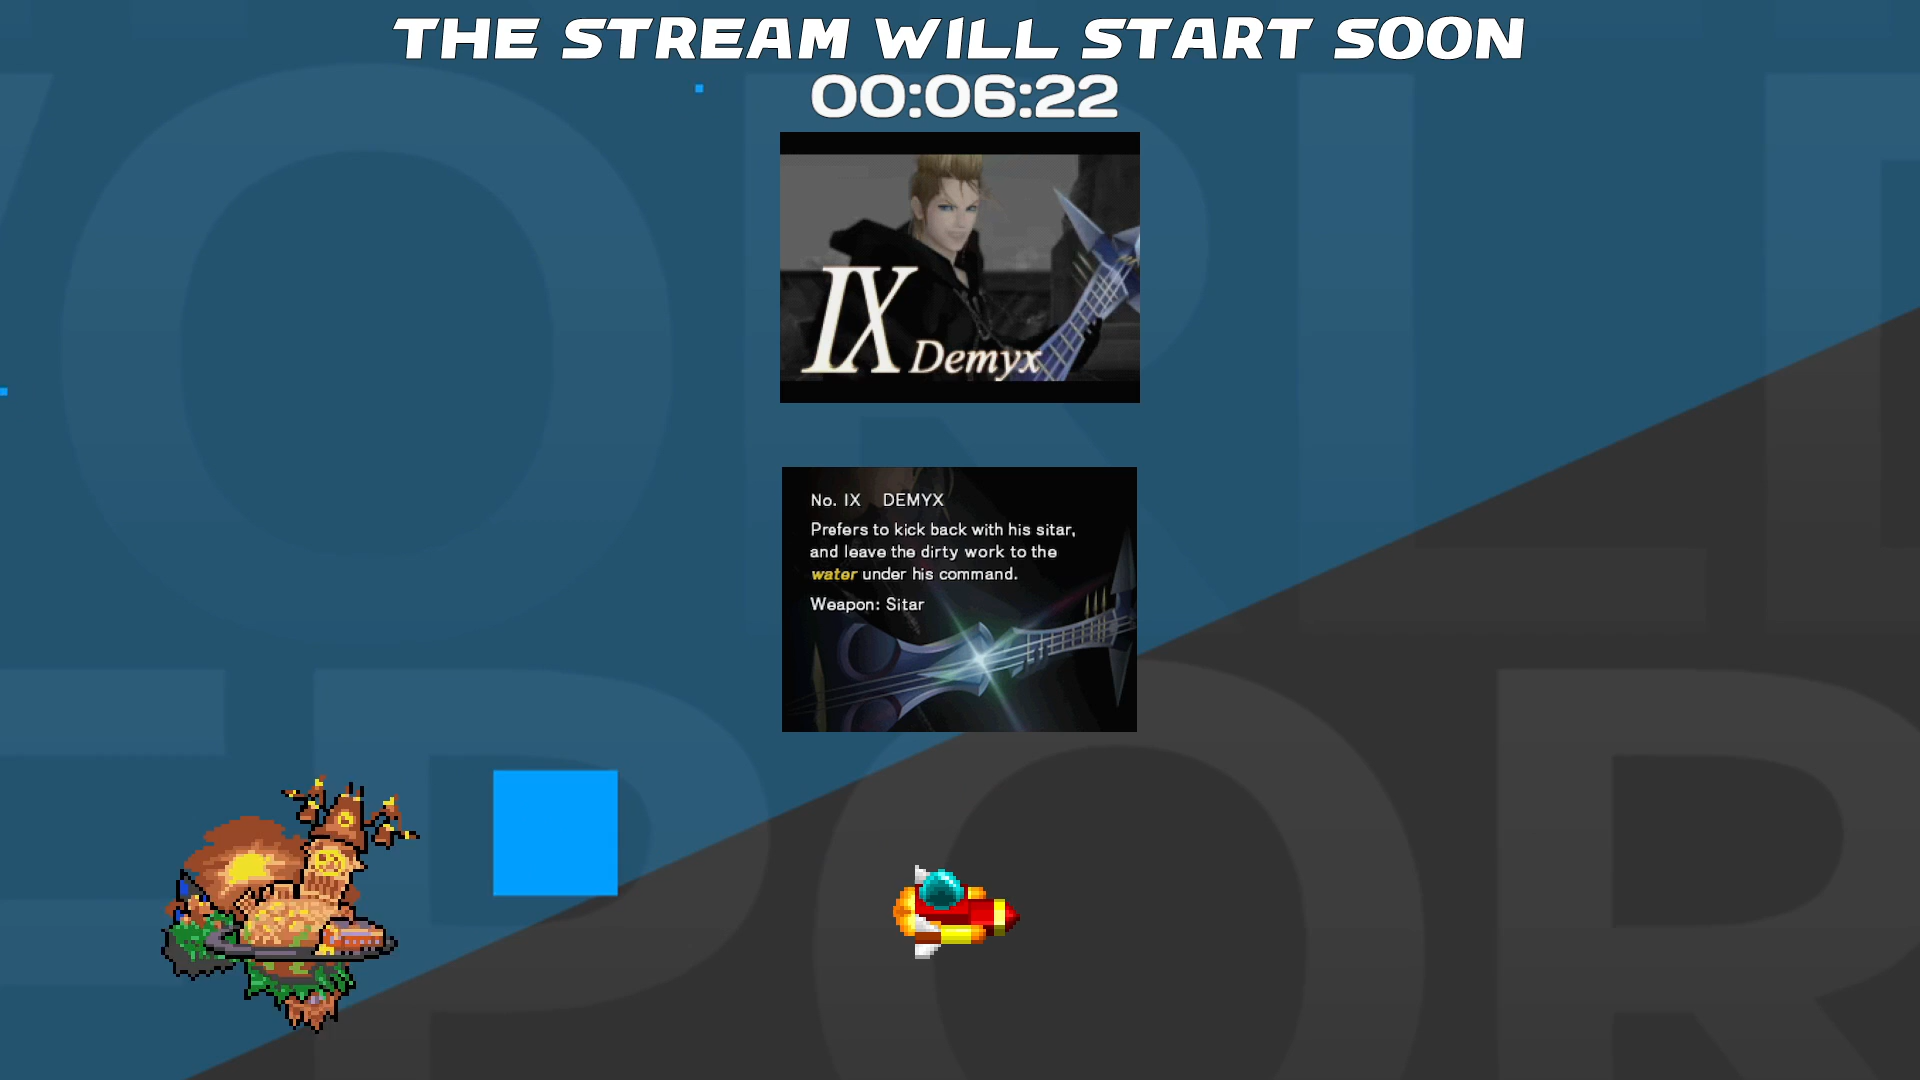 THE STREAM WILL START SOON
00:06:22
IX Demyx
No. IX DEMYX
Prefers to kick back with his sitar,
and leave the dirty work to the
water under his command.
Weapon: Sitar